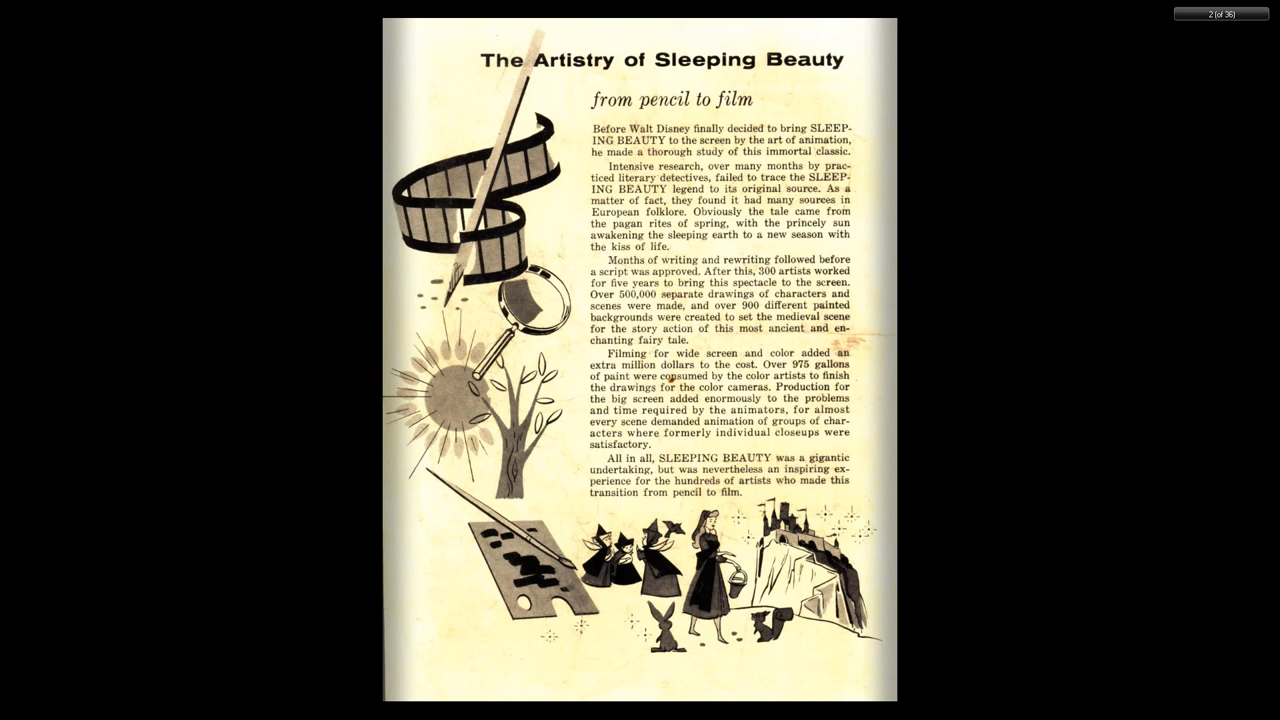 2 (of 36)
The Artistry of Sleeping Beauty
from pencil to film
Before Walt Disney finally decided to bring SLEEP-
ING BEAUTY to the screen by the art of animation,
he made a thorough study of this immortal classic.
Intensive research, over many months by prac-
ticed literary detectives, failed to trace the SLEEP-
ING BEAUTY legend to its original source. As a
matter of fact, they found it had many sources in
European folklore. Obviously the tale came from
the pagan rites of spring, with the princely sun
awakening the sleeping earth to a new season with
the kiss of life.
Months of writing and rewriting followed before
a script was approved. After this, 300 artists worked
for five years to bring this spectacle to the screen.
Over 500,000 separate drawings of characters and
scenes were made, and over 900 different painted
backgrounds were created to set the medieval scene
for the story action of this most ancient and en-
chanting fairy tale.
Filming for wide screen and color added an
extra million dollars to the cost. Over 975 gallons
of paint were consumed by the color artists to finish
the drawings for the color cameras. Production for
the big screen added enormously to the problems
and time required by the animators, for almost
every scene demanded animation of groups of char-
acters where formerly individual closeups were
satisfactory.
All in all, SLEEPING BEAUTY was a gigantic
undertaking, but was nevertheless an inspiring ex-
perience for the hundreds of artists who made this
transition from pencil to film.